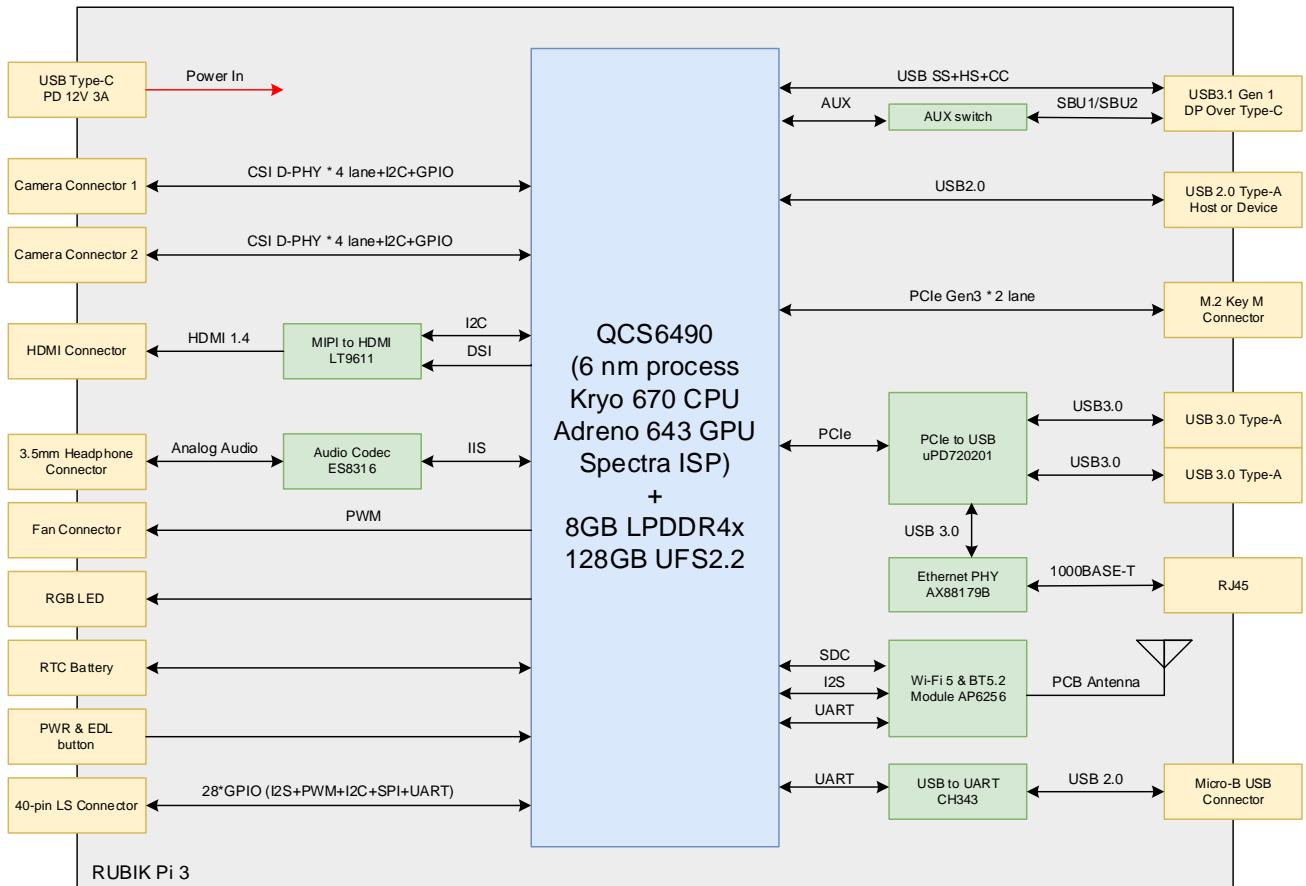 USB Type-C
PD 12V 3A
Power In
Camera Connector 1
CSI D-PHY * 4 lane+I2C+GPIO
Camera Connector 2
CSI D-PHY * 4 lane+I2C+GPIO
HDMI Connector
HDMI 1.4
MIPI to HDMI
LT9611
I2C
DSI
3.5mm Headphone
Connector
Analog Audio
Audio Codec
ES8316
IIS
Fan Connector
PWM
RGB LED
RTC Battery
PWR & EDL
button
40-pin LS Connector
28*GPIO (I2S+PWM+I2C+SPI+UART)
QCS6490
(6 nm process
Kryo 670 CPU
Adreno 643 GPU
Spectra ISP)
+
8GB LPDDR4x
128GB UFS2.2
USB SS+HS+CC
AUX
AUX switch
SBU1/SBU2
USB3.1 Gen 1
DP Over Type-C
USB2.0
USB 2.0 Type-A
Host or Device
PCIe Gen3 * 2 lane
M.2 Key M
Connector
PCIe
PCIe to USB
uPD720201
USB3.0
USB 3.0 Type-A
USB3.0
USB 3.0 Type-A
USB 3.0
Ethernet PHY
AX88179B
1000BASE-T
RJ45
SDC
I2S
UART
Wi-Fi 5 & BT5.2
Module AP6256
PCB Antenna
UART
USB to UART
CH343
USB 2.0
Micro-B USB
Connector
RUBIK Pi 3